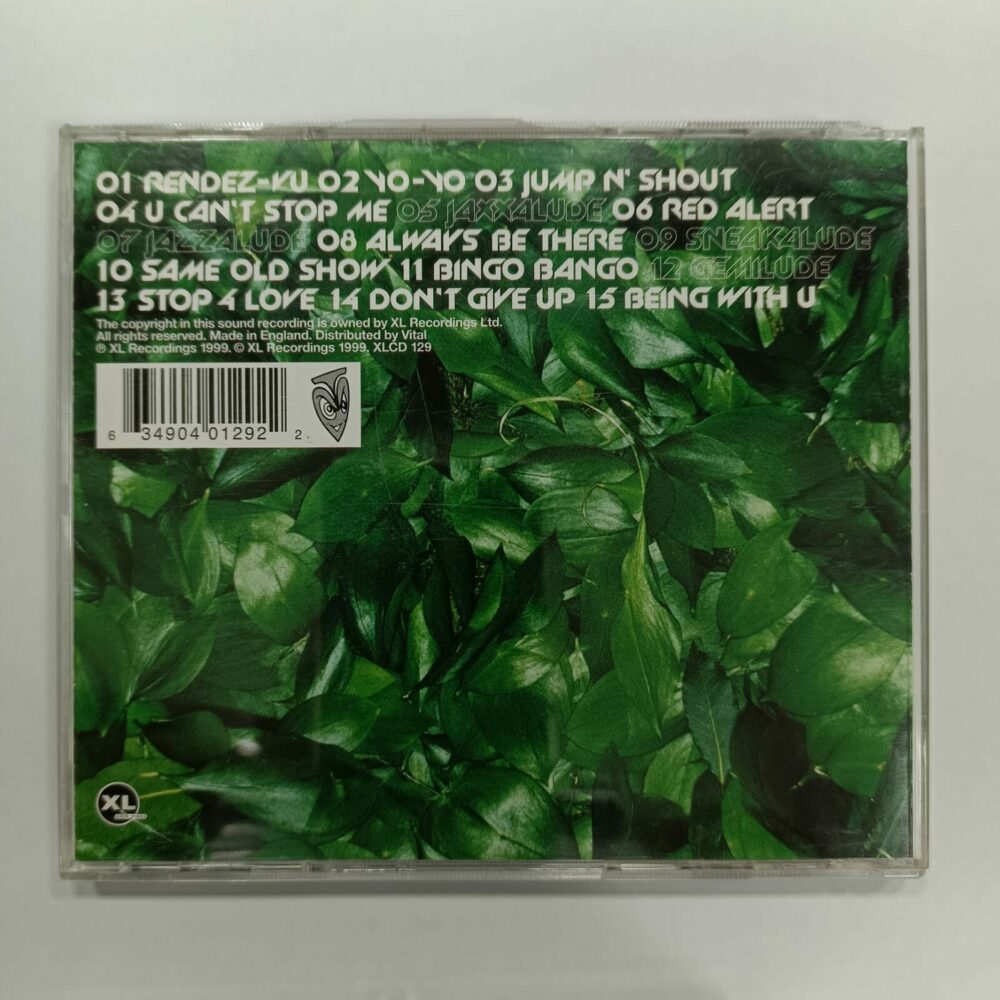 01 RENDEZ-VU 02 YO-YO 03 JUMP N' SHOUT
04 U CAN'T STOP ME 05 JAXXALUDE 06 RED ALERT
07 JAZZALUDE 08 ALWAYS BE THERE 09 SNEAKALUDE
10 SAME OLD SHOW 11 BINGO BANGO 12 GEMILUDE
13 STOP 4 LOVE 14 DON'T GIVE UP 15 BEING WITH U
The copyright in this sound recording is owned by XL Recordings Ltd.
All rights reserved. Made in England. Distributed by Vital
℗ XL Recordings 1999. © XL Recordings 1999. XLCD 129
6 34904 01292 2.
XL